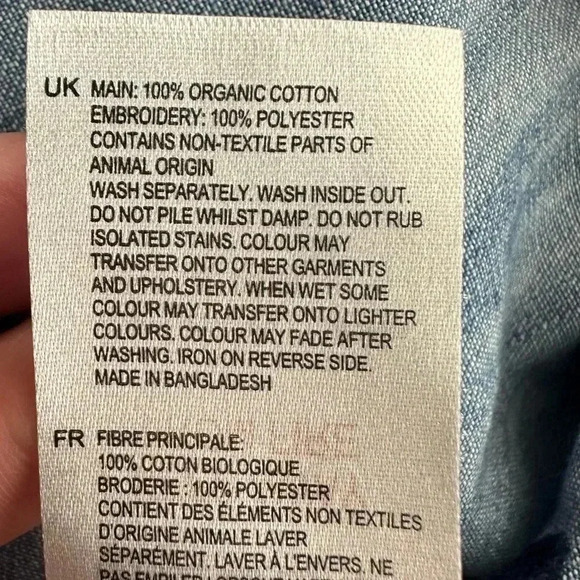 UK MAIN: 100% ORGANIC COTTON
EMBROIDERY: 100% POLYESTER
CONTAINS NON-TEXTILE PARTS OF
ANIMAL ORIGIN
WASH SEPARATELY. WASH INSIDE OUT.
DO NOT PILE WHILST DAMP. DO NOT RUB
ISOLATED STAINS. COLOUR MAY
TRANSFER ONTO OTHER GARMENTS
AND UPHOLSTERY. WHEN WET SOME
COLOUR MAY TRANSFER ONTO LIGHTER
COLOURS. COLOUR MAY FADE AFTER
WASHING. IRON ON REVERSE SIDE.
MADE IN BANGLADESH
FR FIBRE PRINCIPALE:
100% COTON BIOLOGIQUE
BRODERIE : 100% POLYESTER
CONTIENT DES ÉLEMENTS NON TEXTILES
D'ORIGINE ANIMALE LAVER
SÉPAREMENT. LAVER À L'ENVERS. NE
PAS EMPILER